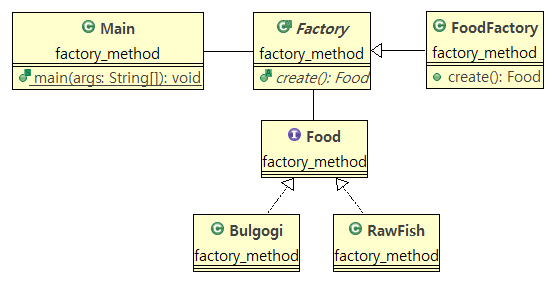 Main
factory_method
main(args: String[]): void
Factory
factory_method
create(): Food
FoodFactory
factory_method
create(): Food
Food
factory_method
Bulgogi
factory_method
RawFish
factory_method